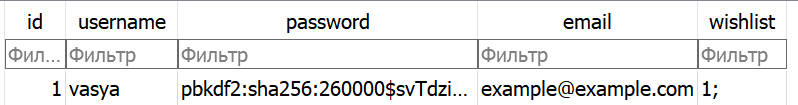 id username password email wishlist
Фил... Фильтр Фильтр Фильтр Фильтр
1 vasya pbkdf2:sha256:260000$svTdzi... example@example.com 1;